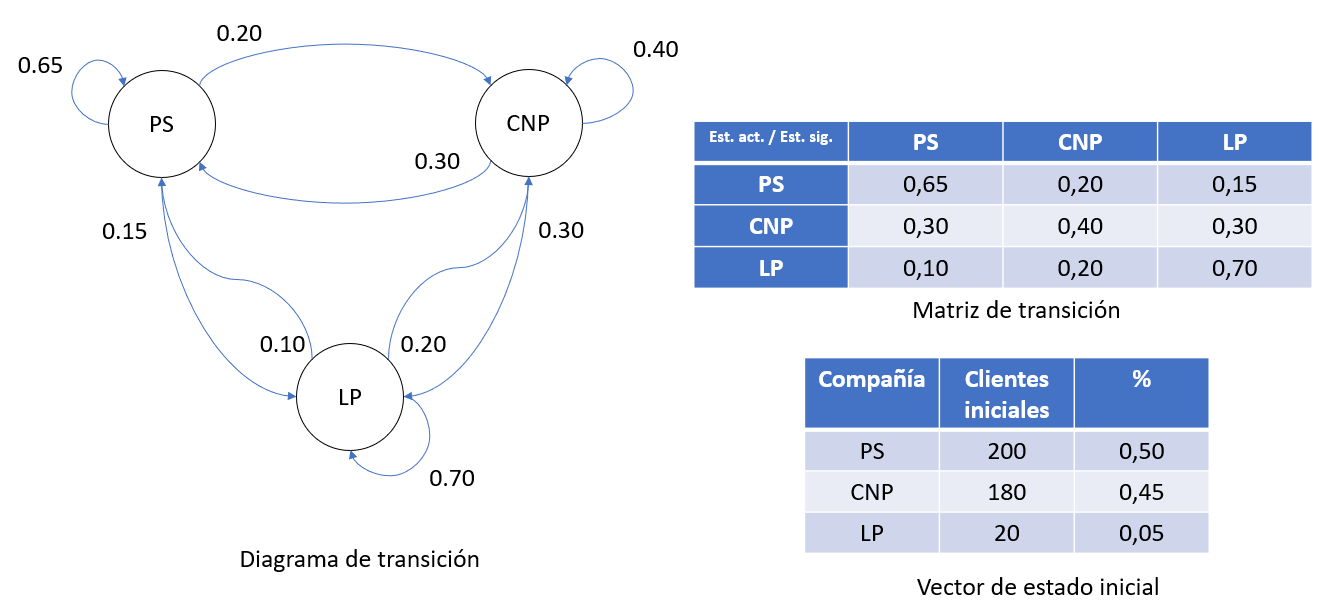 0.20
0.40
0.65
PS
CNP
0.30
0.15
0.30
0.10
0.20
LP
0.70
Diagrama de transición
Est. act. / Est. sig. PS CNP LP
PS 0,65 0,20 0,15
CNP 0,30 0,40 0,30
LP 0,10 0,20 0,70
Matriz de transición
Compañía Clientes %
iniciales
PS 200 0,50
CNP 180 0,45
LP 20 0,05
Vector de estado inicial